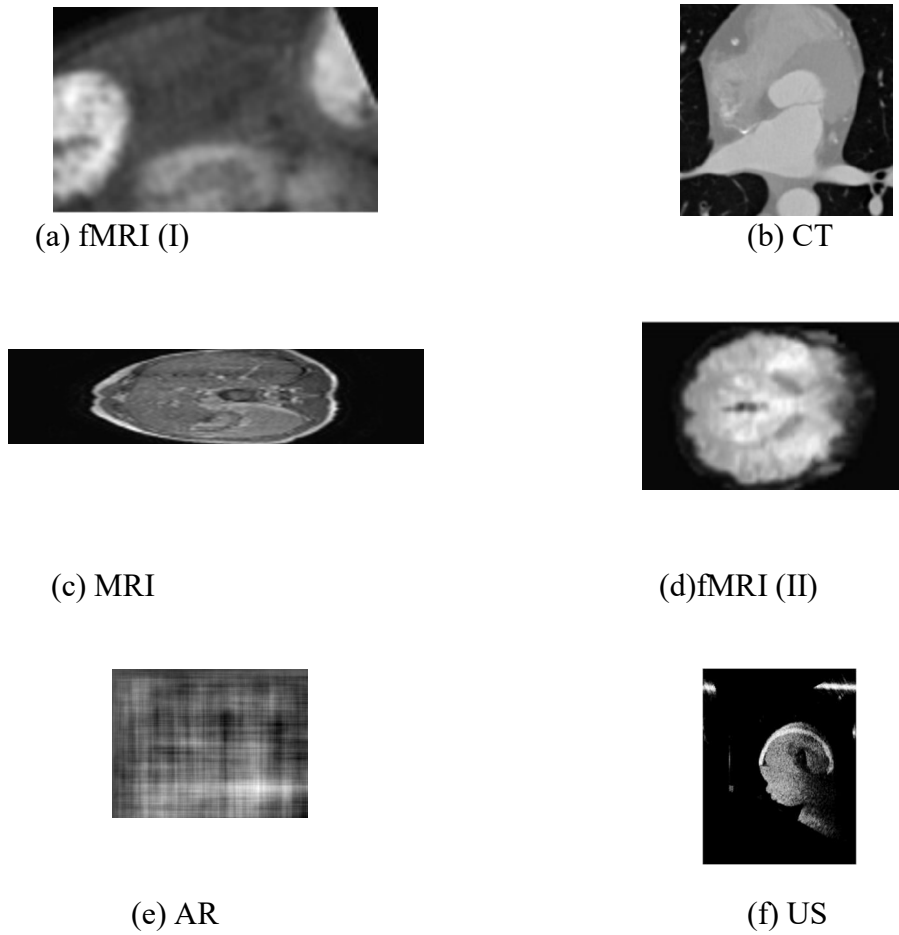 (a) fMRI (I)
(b) CT
(c) MRI
(d)fMRI (II)
(e) AR
(f) US